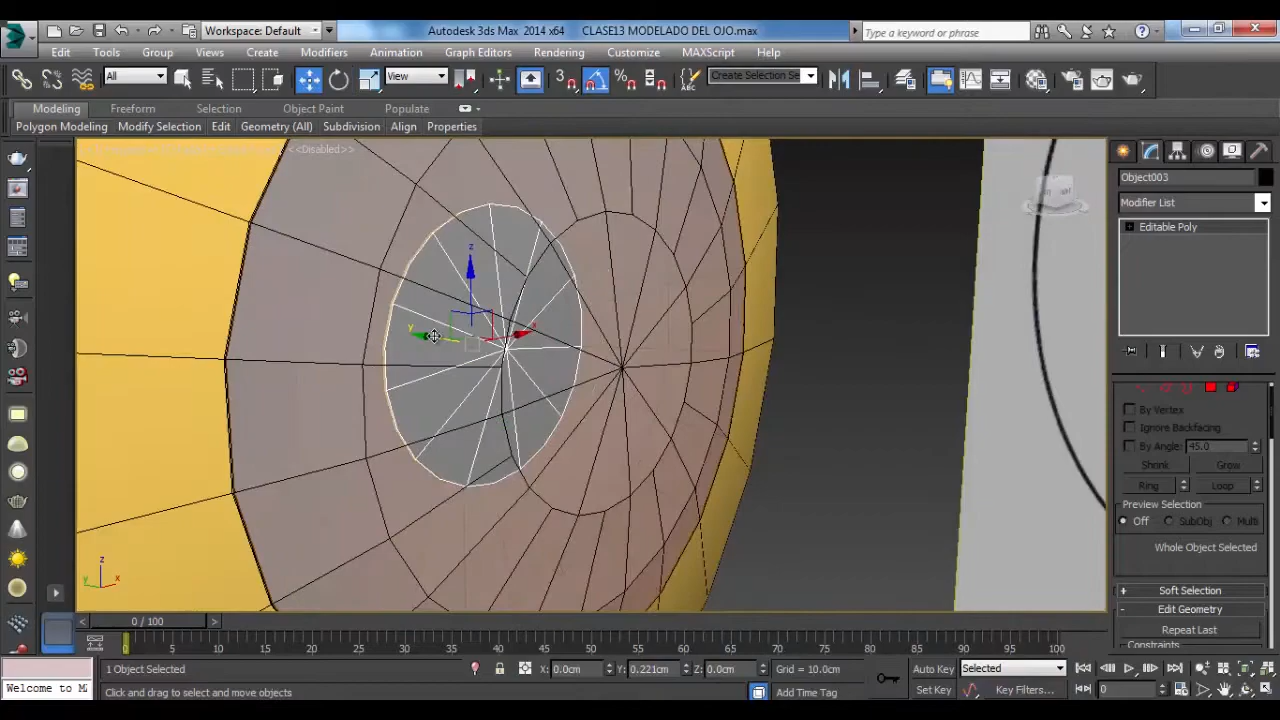 Workspace: Default
Autodesk 3ds Max 2014 x64 CLASE13 MODELADO DEL OJO.max
Type a keyword or phrase
Edit Tools Group Views Create Modifiers Animation Graph Editors Rendering Customize MAXScript Help
All View 3 Create Selection Se
Modeling Freeform Selection Object Paint Populate
Polygon Modeling Modify Selection Edit Geometry (All) Subdivision Align Properties
<<Disabled>>
Object003
Modifier List
Editable Poly
z
y
x
By Vertex
Ignore Backfacing
By Angle: 45.0
Shrink Grow
Ring Loop
Preview Selection
Off SubObj Multi
Whole Object Selected
+ Soft Selection
- Edit Geometry
Repeat Last
Constraints
z
y x
< 0 / 100 >
0 5 10 15 20 25 30 35 40 45 50 55 60 65 70 75 80 85 90 95 100
1 Object Selected X: 0.0cm Y: 0.221cm Z: 0.0cm Grid = 10.0cm Auto Key Selected
Welcome to M
Click and drag to select and move objects Add Time Tag Set Key Key Filters... 0